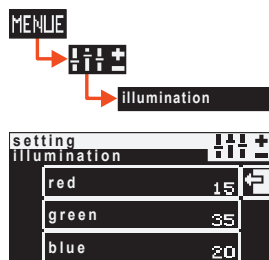 MENUE
illumination
setting
illumination
red 15
green 35
blue 20